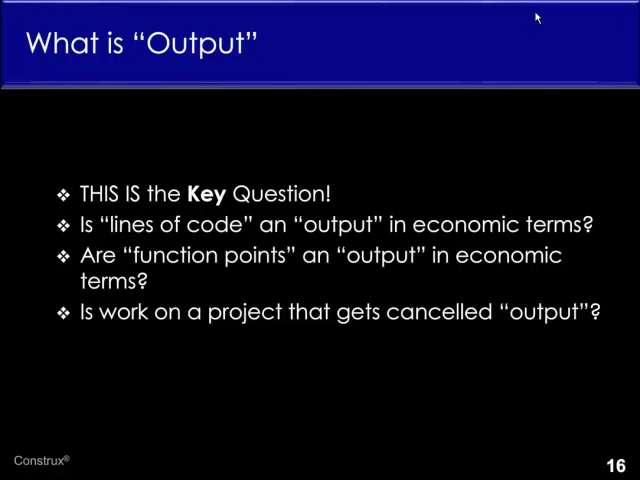 What is “Output”
❖ THIS IS the Key Question!
❖ Is “lines of code” an “output” in economic terms?
❖ Are “function points” an “output” in economic
terms?
❖ Is work on a project that gets cancelled “output”?
Construx®
16